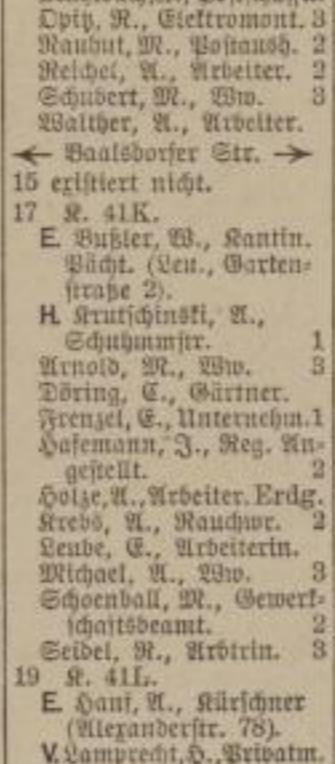 Opitz, R., Elektromont. 3
Rauhut, M., Postaush. 2
Reichel, A., Arbeiter. 2
Schubert, M., Ww. 3
Walther, A., Arbeiter.
← Baalsdorfer Str. →
15 existiert nicht.
17 K. 41K.
E. Bußler, W., Kantin.
Pächt. (Leu., Garten=
straße 2).
H. Krutschinski, A.,
Schuhmmstr. 1
Arnold, M., Ww. 3
Döring, C., Gärtner.
Frenzel, E., Unternehm. 1
Hasemann, J., Reg. An=
gestellt. 2
Holze, A., Arbeiter. Erdg.
Krebs, A., Rauchwr. 2
Leube, E., Arbeiterin.
Michael, A., Ww. 3
Schoenball, M., Gewerk=
schaftsbeamt. 2
Seidel, R., Arbtrin. 3
19 K. 41L.
E. Hanf, A., Kürschner
(Alexanderstr. 78).
V. Lamprecht, H., Privatm.